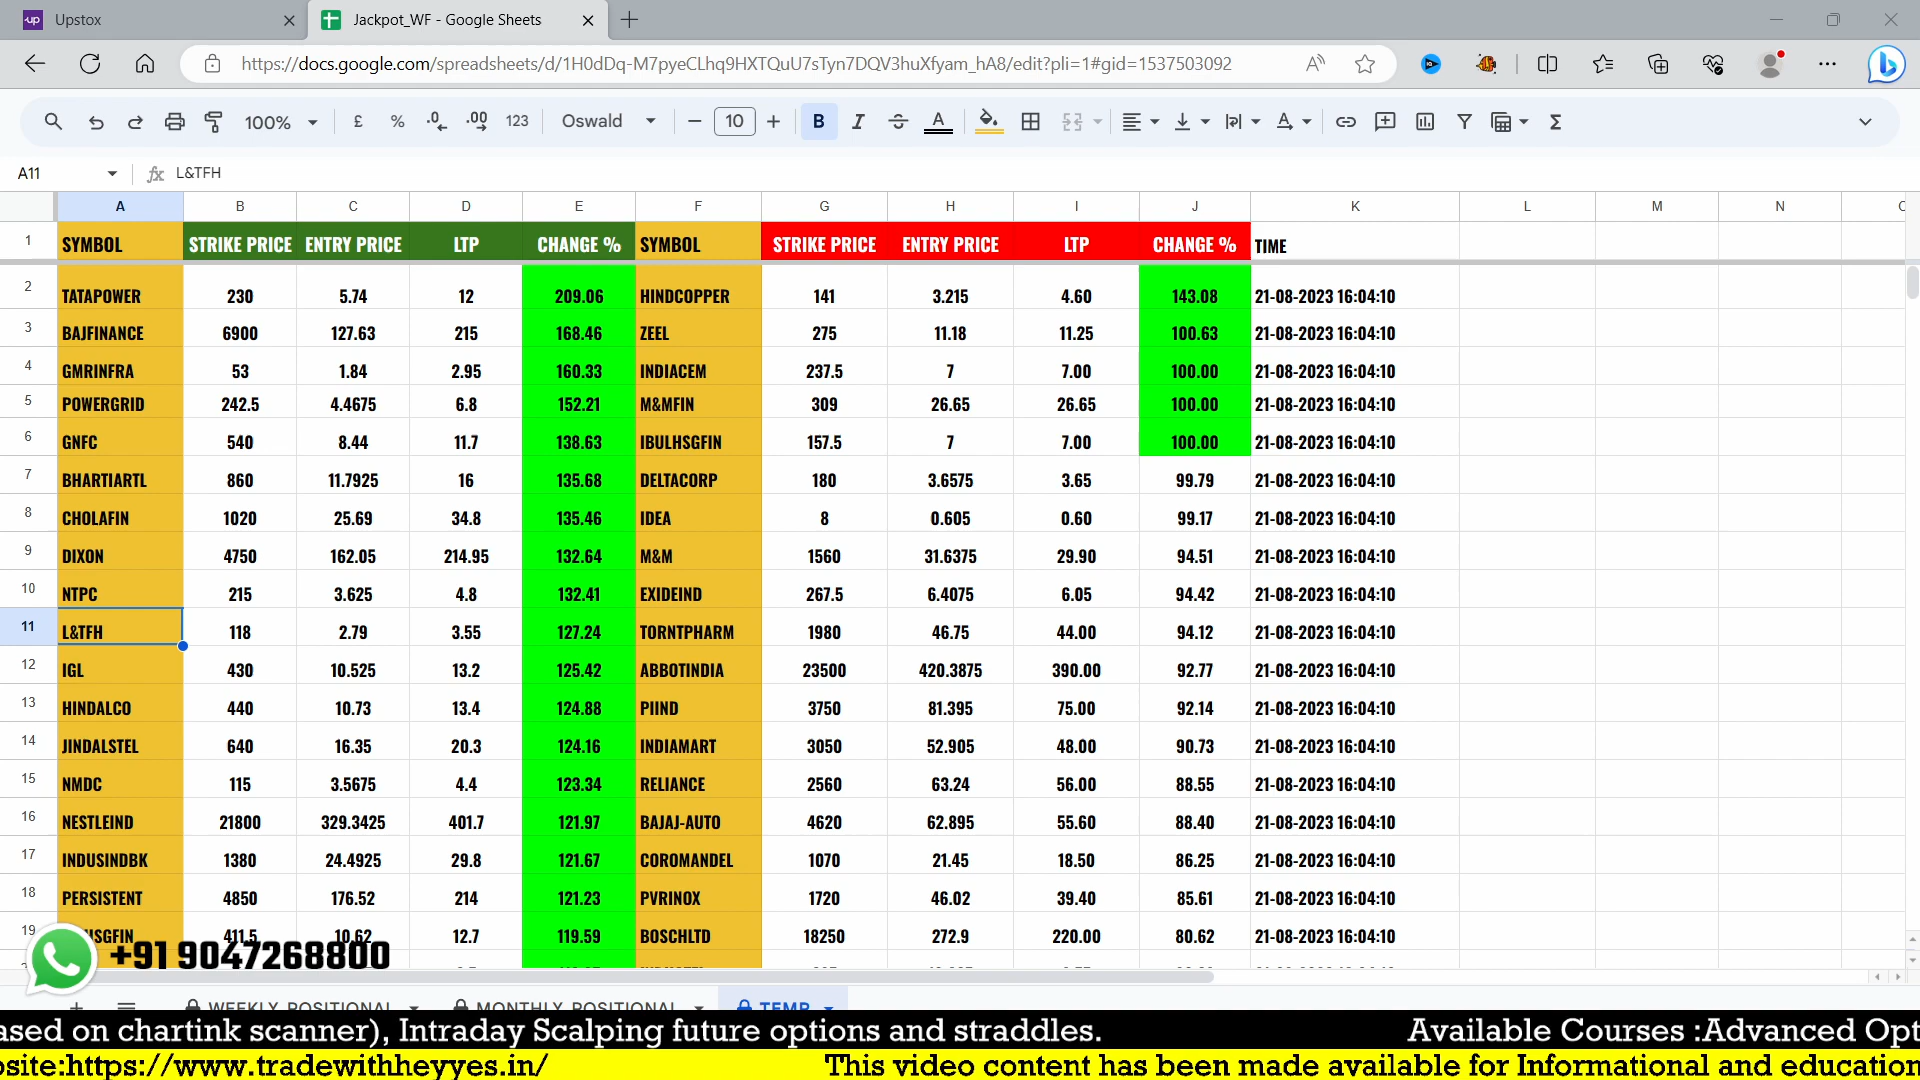 Upstox
Jackpot_WF - Google Sheets
https://docs.google.com/spreadsheets/d/1H0dDq-M7pyeCLhq9HXTQuU7sTyn7DQV3huXfyam_hA8/edit?pli=1#gid=1537503092
100% £ % .0 .00 123 Oswald 10 B I A Σ
A11 fx L&TFH
A B C D E F G H I J K L M N
1 SYMBOL STRIKE PRICE ENTRY PRICE LTP CHANGE % SYMBOL STRIKE PRICE ENTRY PRICE LTP CHANGE % TIME
2 TATAPOWER 230 5.74 12 209.06 HINDCOPPER 141 3.215 4.60 143.08 21-08-2023 16:04:10
3 BAJFINANCE 6900 127.63 215 168.46 ZEEL 275 11.18 11.25 100.63 21-08-2023 16:04:10
4 GMRINFRA 53 1.84 2.95 160.33 INDIACEM 237.5 7 7.00 100.00 21-08-2023 16:04:10
5 POWERGRID 242.5 4.4675 6.8 152.21 M&MFIN 309 26.65 26.65 100.00 21-08-2023 16:04:10
6 GNFC 540 8.44 11.7 138.63 IBULHSGFIN 157.5 7 7.00 100.00 21-08-2023 16:04:10
7 BHARTIARTL 860 11.7925 16 135.68 DELTACORP 180 3.6575 3.65 99.79 21-08-2023 16:04:10
8 CHOLAFIN 1020 25.69 34.8 135.46 IDEA 8 0.605 0.60 99.17 21-08-2023 16:04:10
9 DIXON 4750 162.05 214.95 132.64 M&M 1560 31.6375 29.90 94.51 21-08-2023 16:04:10
10 NTPC 215 3.625 4.8 132.41 EXIDEIND 267.5 6.4075 6.05 94.42 21-08-2023 16:04:10
11 L&TFH 118 2.79 3.55 127.24 TORNTPHARM 1980 46.75 44.00 94.12 21-08-2023 16:04:10
12 IGL 430 10.525 13.2 125.42 ABBOTINDIA 23500 420.3875 390.00 92.77 21-08-2023 16:04:10
13 HINDALCO 440 10.73 13.4 124.88 PIIND 3750 81.395 75.00 92.14 21-08-2023 16:04:10
14 JINDALSTEL 640 16.35 20.3 124.16 INDIAMART 3050 52.905 48.00 90.73 21-08-2023 16:04:10
15 NMDC 115 3.5675 4.4 123.34 RELIANCE 2560 63.24 56.00 88.55 21-08-2023 16:04:10
16 NESTLEIND 21800 329.3425 401.7 121.97 BAJAJ-AUTO 4620 62.895 55.60 88.40 21-08-2023 16:04:10
17 INDUSINDBK 1380 24.4925 29.8 121.67 COROMANDEL 1070 21.45 18.50 86.25 21-08-2023 16:04:10
18 PERSISTENT 4850 176.52 214 121.23 PVRINOX 1720 46.02 39.40 85.61 21-08-2023 16:04:10
19 SGFIN 411.5 10.62 12.7 119.59 BOSCHLTD 18250 272.9 220.00 80.62 21-08-2023 16:04:10
+91 9047268800
WEEKLY_POSITIONAL MONTHLY_POSITIONAL TEMP
ased on chartink scanner), Intraday Scalping future options and straddles. Available Courses :Advanced Opt
site:https://www.tradewithheyyes.in/ This video content has been made available for Informational and education